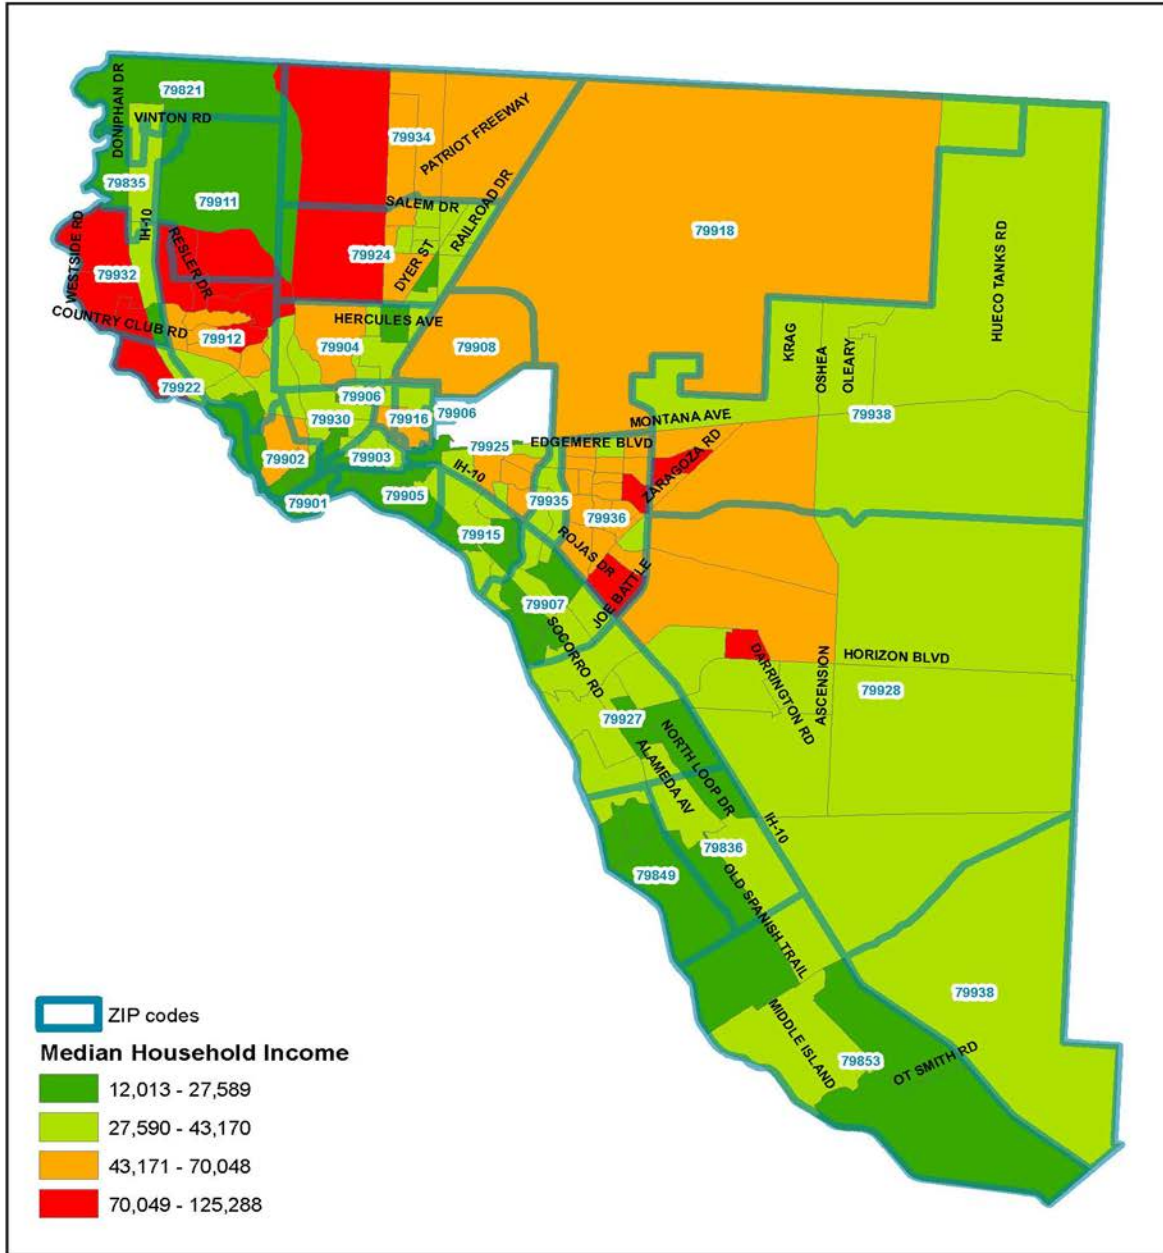 DONIPHAN DR
79821
VINTON RD
79934
PATRIOT FREEWAY
79835
79911
IH-10
SALEM DR
RAILROAD DR
WESTSIDE RD
RESLER DR
79918
79932
79924
DYER ST
HUECO TANKS RD
COUNTRY CLUB RD
HERCULES AVE
79912
79904
79908
KRAG
OSHEA
OLEARY
79922
79906
79930
79916
79906
MONTANA AVE
79938
79902
79903
79925
EDGEMERE BLVD
IH-10
ZARAGOZA RD
79901
79905
79935
79936
79915
ROJAS DR
79907
JOE BATTLE
SOCORRO RD
DARRINGTON RD
ASCENSION
HORIZON BLVD
79928
79927
NORTH LOOP DR
ALAMEDA AV
IH-10
79836
79849
OLD SPANISH TRAIL
79938
MIDDLE ISLAND
79853
OT SMITH RD
ZIP codes
Median Household Income
12,013 - 27,589
27,590 - 43,170
43,171 - 70,048
70,049 - 125,288